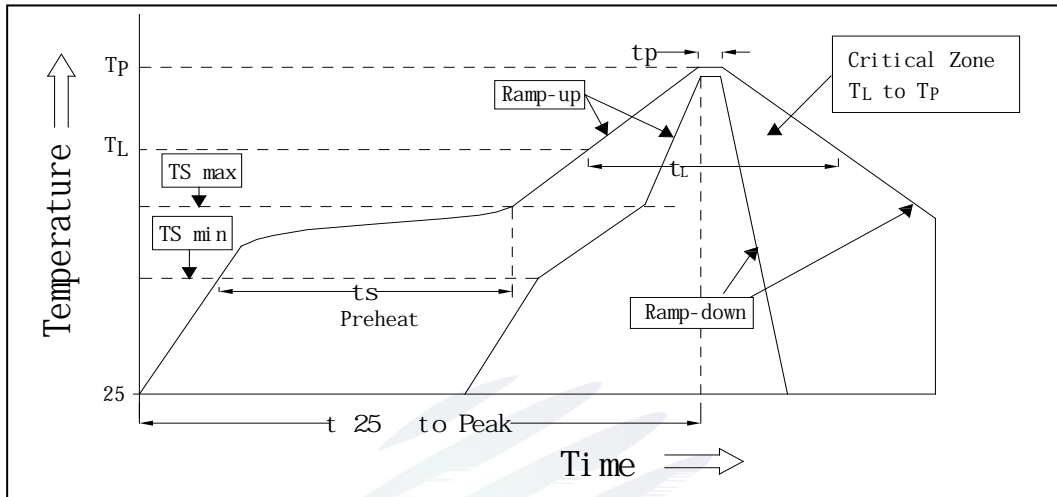 tp
TP
Critical Zone
TL to TP
Ramp-up
TL
TS max
tL
TS min
ts
Preheat
Ramp-down
25
t 25 to Peak
Temperature
Time